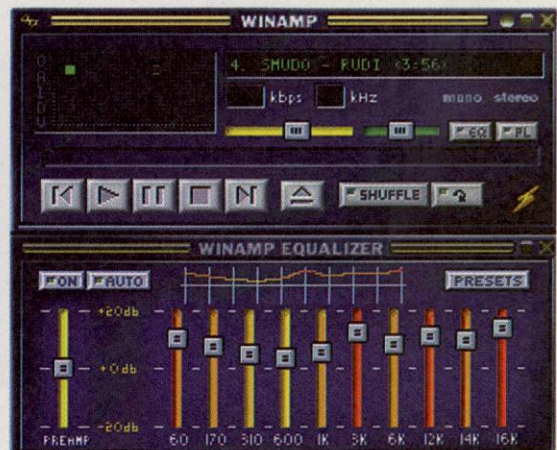 WINAMP
O
A
I
D
U
4. SMUDO - RUDI (3:56)
kbps
kHz
mono stereo
EQ
PL
SHUFFLE
WINAMP EQUALIZER
ON
AUTO
PRESETS
+20db
+0db
-20db
PREAMP
60 170 310 600 1K 3K 6K 12K 14K 16K